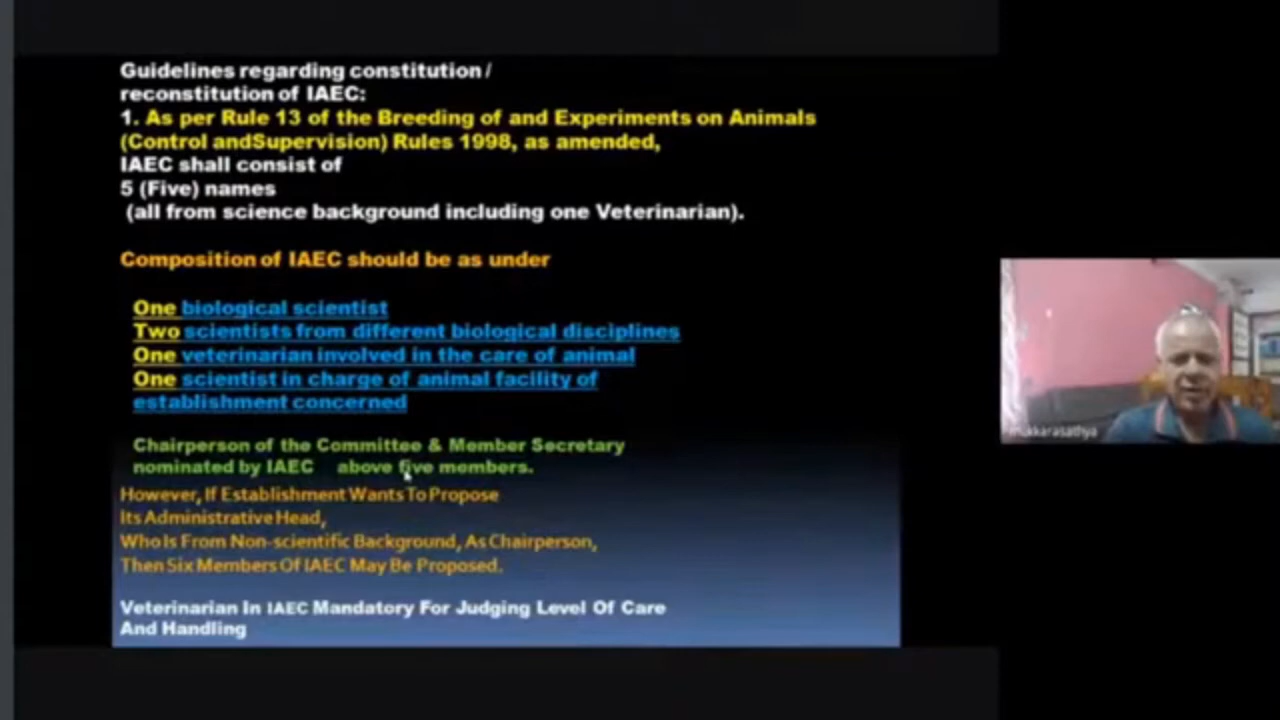 Guidelines regarding constitution /
reconstitution of IAEC:
1. As per Rule 13 of the Breeding of and Experiments on Animals
(Control andSupervision) Rules 1998, as amended,
IAEC shall consist of
5 (Five) names
(all from science background including one Veterinarian).
Composition of IAEC should be as under
One biological scientist
Two scientists from different biological disciplines
One veterinarian involved in the care of animal
One scientist in charge of animal facility of
establishment concerned
Chairperson of the Committee & Member Secretary
nominated by IAEC above five members.
However, If Establishment Wants To Propose
Its Administrative Head,
Who Is From Non-scientific Background, As Chairperson,
Then Six Members Of IAEC May Be Proposed.
Veterinarian In IAEC Mandatory For Judging Level Of Care
And Handling